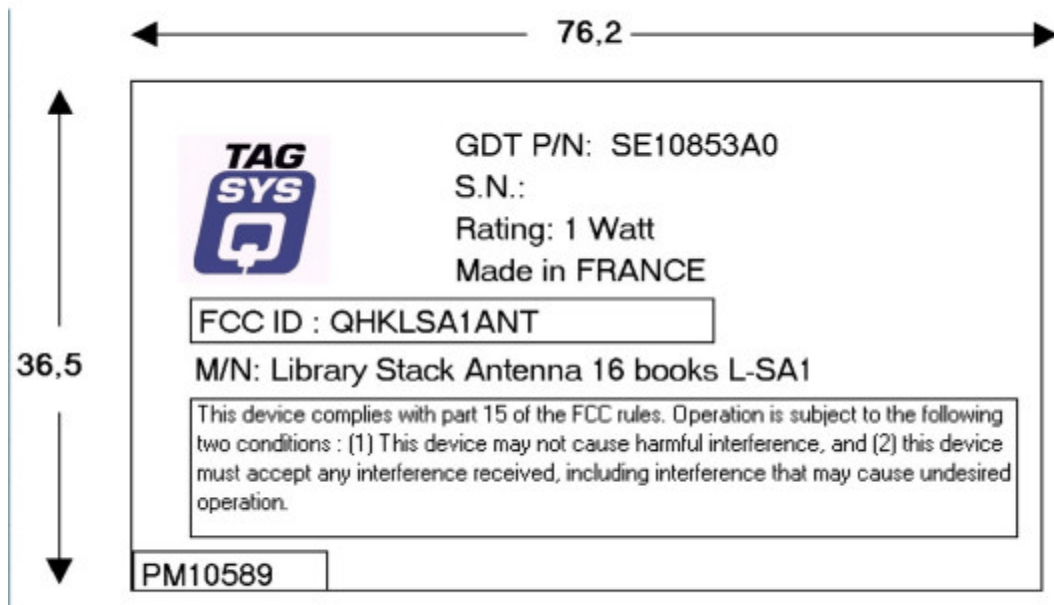 76,2
TAG
SYS
GDT P/N: SE10853A0
S.N.:
Rating: 1 Watt
Made in FRANCE
FCC ID : QHKLSA1ANT
36,5
M/N: Library Stack Antenna 16 books L-SA1
This device complies with part 15 of the FCC rules. Operation is subject to the following
two conditions : (1) This device may not cause harmful interference, and (2) this device
must accept any interference received, including interference that may cause undesired
operation.
PM10589